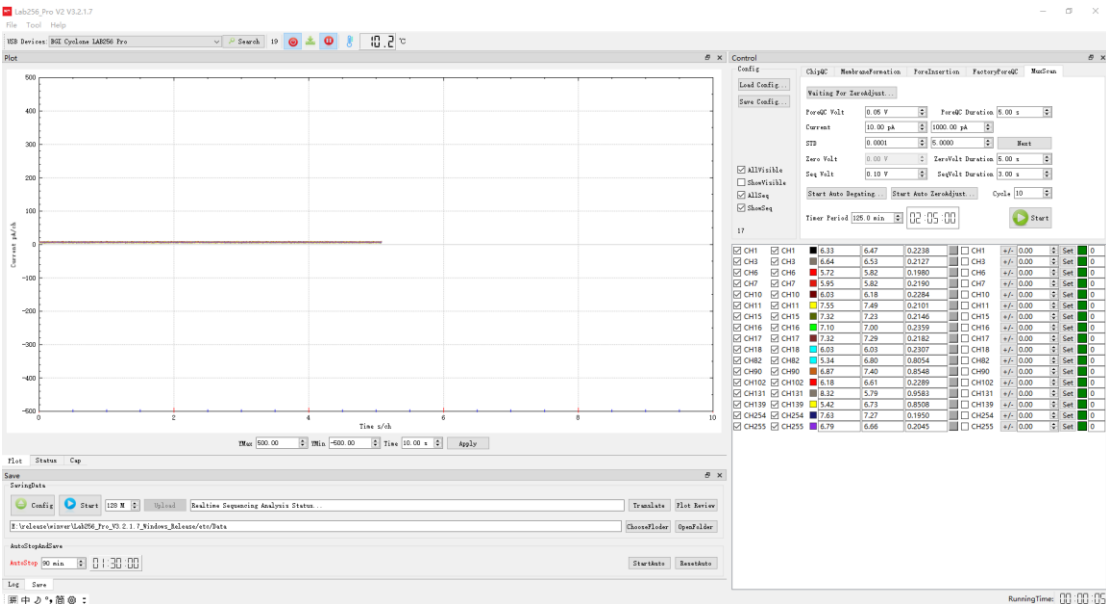 Lab256_Pro V2 V3.2.1.7
File Tool Help
USB Devices: BGI Cyclone LAB256 Pro Search 19 10.2 ℃
Plot
500
400
300
200
100
0
-100
-200
-300
-400
-500
Current pA/ch
0 2 4 6 8 10
Time s/ch
YMax 500.00 YMin -500.00 Time 10.00 s Apply
Plot Status Cap
Save
SavingData
Config Start 128 M Upload Realtime Sequencing Analysis Status... Translate Plot Review
E:\release\winver\Lab256_Pro_V3.2.1.7_Windows_Release/etc/Data ChooseFloder OpenFolder
AutoStopAndSave
AutoStop 90 min 01:30:00 StartAuto ResetAuto
Log Save
中 简
Control
Config
Load Config...
Save Config...
AllVisible
ShowVisible
AllSeq
ShowSeq
17
ChipQC MembraneFormation PoreInsertion FactoryPoreQC MuxScan
Waiting For ZeroAdjust...
PoreQC Volt 0.05 V PoreQC Duration 5.00 s
Current 10.00 pA 1000.00 pA
STD 0.0001 5.0000 Next
Zero Volt 0.00 V ZeroVolt Duration 5.00 s
Seq Volt 0.10 V SeqVolt Duration 3.00 s
Start Auto Degating... Start Auto ZeroAdjust... Cycle 10
Timer Period 125.0 min 02:05:00 Start
CH1 CH1 6.33 6.47 0.2238 CH1 +/- 0.00 Set 0
CH3 CH3 6.64 6.53 0.2127 CH3 +/- 0.00 Set 0
CH6 CH6 5.72 5.82 0.1980 CH6 +/- 0.00 Set 0
CH7 CH7 5.95 5.82 0.2190 CH7 +/- 0.00 Set 0
CH10 CH10 6.03 6.18 0.2284 CH10 +/- 0.00 Set 0
CH11 CH11 7.55 7.49 0.2101 CH11 +/- 0.00 Set 0
CH15 CH15 7.32 7.23 0.2146 CH15 +/- 0.00 Set 0
CH16 CH16 7.10 7.00 0.2359 CH16 +/- 0.00 Set 0
CH17 CH17 7.32 7.29 0.2182 CH17 +/- 0.00 Set 0
CH18 CH18 6.03 6.03 0.2307 CH18 +/- 0.00 Set 0
CH82 CH82 5.34 6.80 0.8054 CH82 +/- 0.00 Set 0
CH90 CH90 6.87 7.40 0.8548 CH90 +/- 0.00 Set 0
CH102 CH102 6.18 6.61 0.2289 CH102 +/- 0.00 Set 0
CH131 CH131 8.32 5.79 0.9583 CH131 +/- 0.00 Set 0
CH139 CH139 5.42 6.73 0.8508 CH139 +/- 0.00 Set 0
CH254 CH254 7.63 7.27 0.1950 CH254 +/- 0.00 Set 0
CH255 CH255 6.79 6.66 0.2045 CH255 +/- 0.00 Set 0
RunningTime: 00:00:05